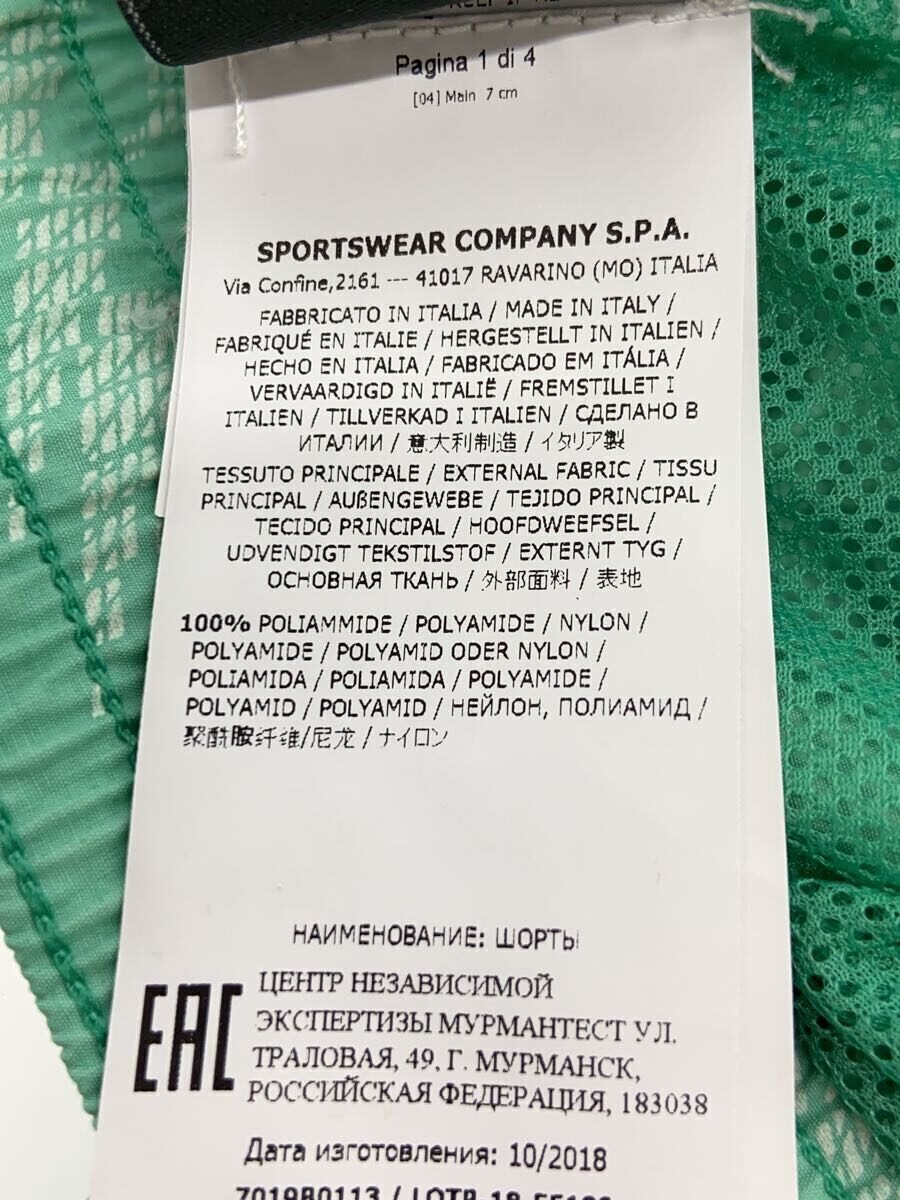 Pagina 1 di 4
[04] Main 7 cm
SPORTSWEAR COMPANY S.P.A.
Via Confine,2161 --- 41017 RAVARINO (MO) ITALIA
FABBRICATO IN ITALIA / MADE IN ITALY /
FABRIQUÉ EN ITALIE / HERGESTELLT IN ITALIEN /
HECHO EN ITALIA / FABRICADO EM ITÁLIA /
VERVAARDIGD IN ITALIË / FREMSTILLET I
ITALIEN / TILLVERKAD I ITALIEN / СДЕЛАНО В
ИТАЛИИ / 意大利制造 / イタリア製
TESSUTO PRINCIPALE / EXTERNAL FABRIC / TISSU
PRINCIPAL / AUßENGEWEBE / TEJIDO PRINCIPAL /
TECIDO PRINCIPAL / HOOFDWEEFSEL /
UDVENDIGT TEKSTILSTOF / EXTERNT TYG /
ОСНОВНАЯ ТКАНЬ / 外部面料 / 表地
100% POLIAMMIDE / POLYAMIDE / NYLON /
POLYAMIDE / POLYAMID ODER NYLON /
POLIAMIDA / POLIAMIDA / POLYAMIDE /
POLYAMID / POLYAMID / НЕЙЛОН, ПОЛИАМИД /
聚酰胺纤维/尼龙 / ナイロン
НАИМЕНОВАНИЕ: ШОРТЫ
EAC
ЦЕНТР НЕЗАВИСИМОЙ
ЭКСПЕРТИЗЫ МУРМАНТЕСТ УЛ.
ТРАЛОВАЯ, 49, Г. МУРМАНСК,
РОССИЙСКАЯ ФЕДЕРАЦИЯ, 183038
Дата изготовления: 10/2018
7019B0113 / LOTR